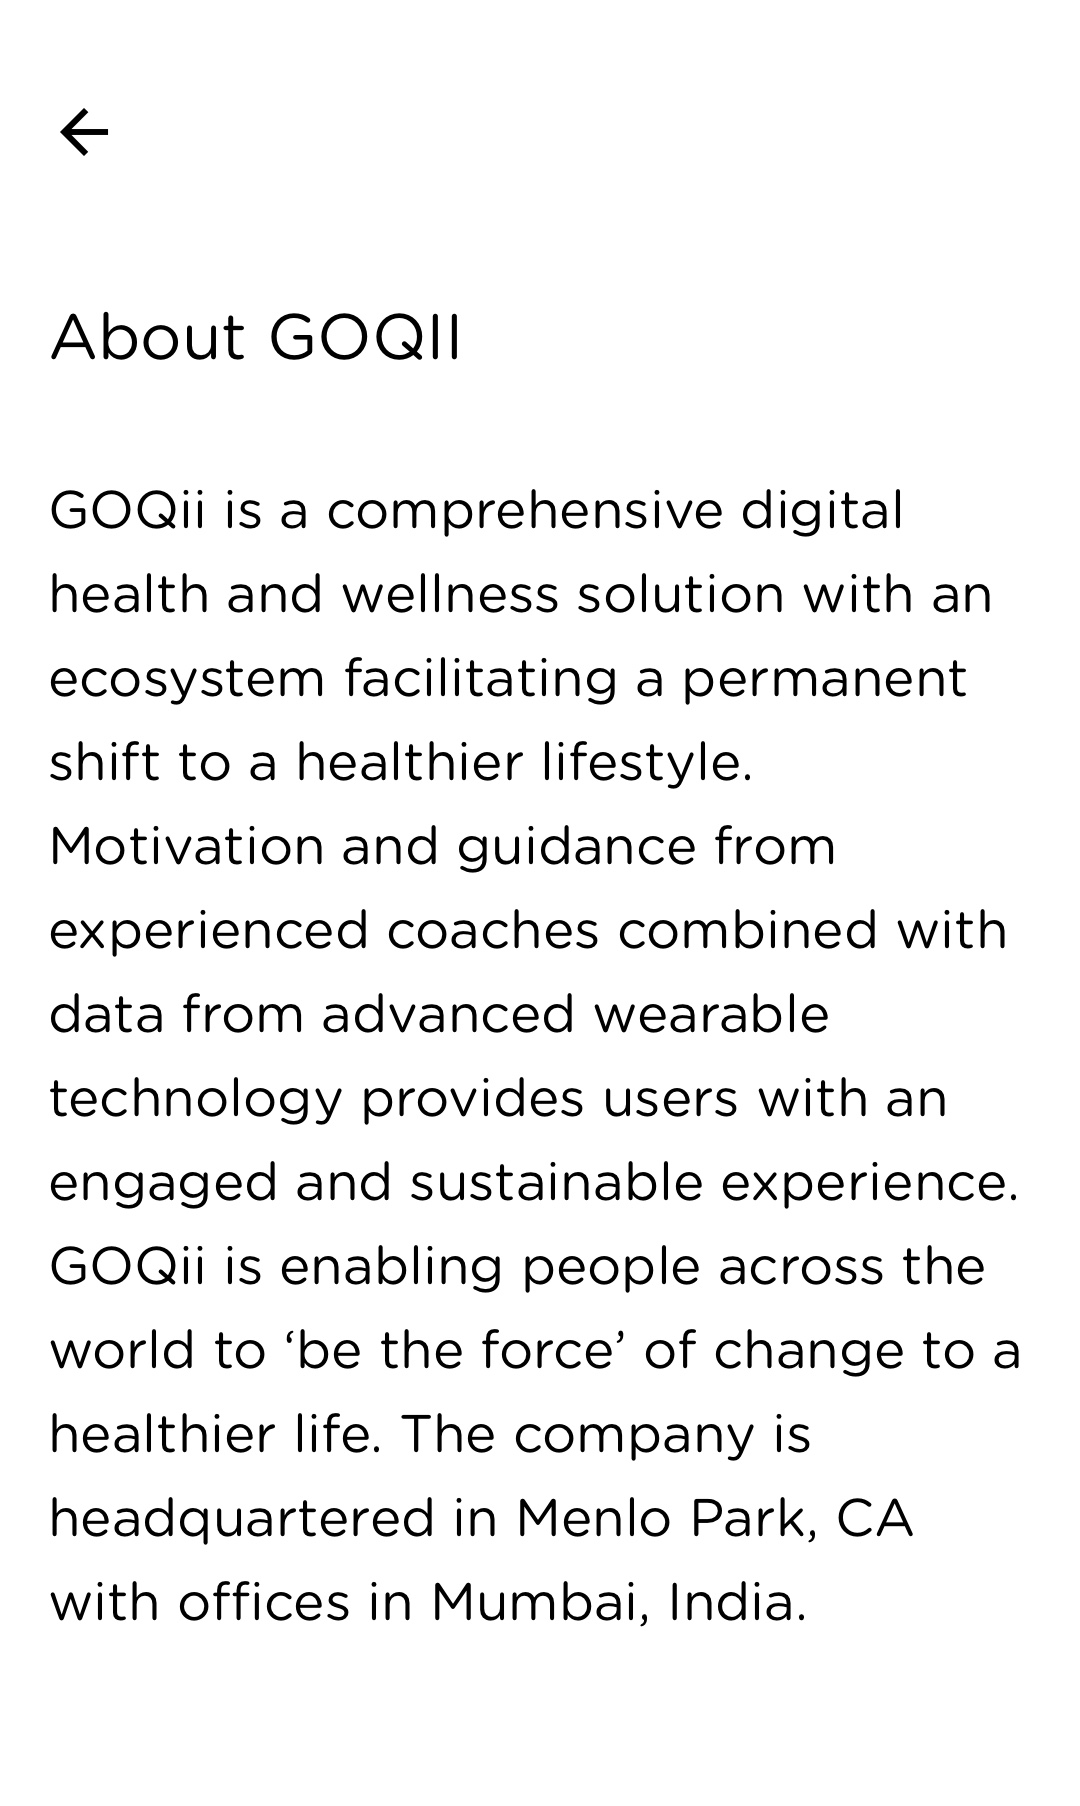 About GOQII
GOQii is a comprehensive digital
health and wellness solution with an
ecosystem facilitating a permanent
shift to a healthier lifestyle.
Motivation and guidance from
experienced coaches combined with
data from advanced wearable
technology provides users with an
engaged and sustainable experience.
GOQii is enabling people across the
world to ‘be the force’ of change to a
healthier life. The company is
headquartered in Menlo Park, CA
with offices in Mumbai, India.